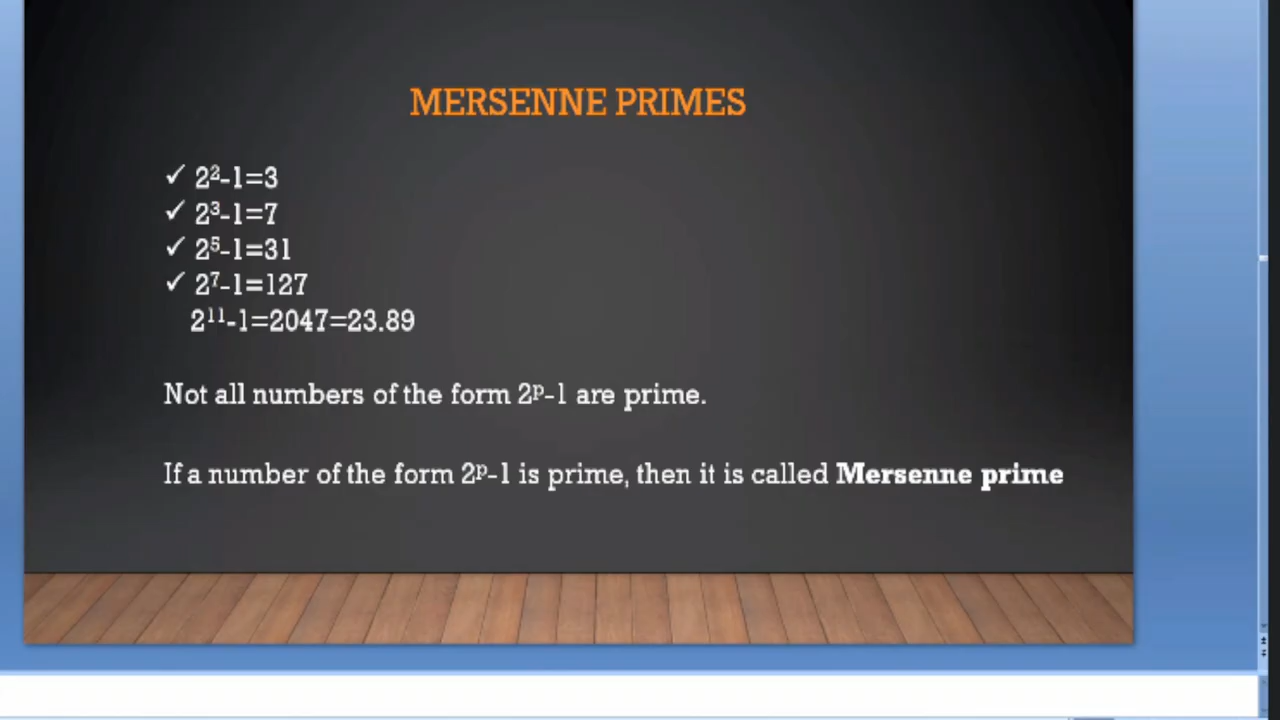 MERSENNE PRIMES
✓ 2²-1=3
✓ 2³-1=7
✓ 2⁵-1=31
✓ 2⁷-1=127
2¹¹-1=2047=23.89
Not all numbers of the form 2ᵖ-1 are prime.
If a number of the form 2ᵖ-1 is prime, then it is called Mersenne prime